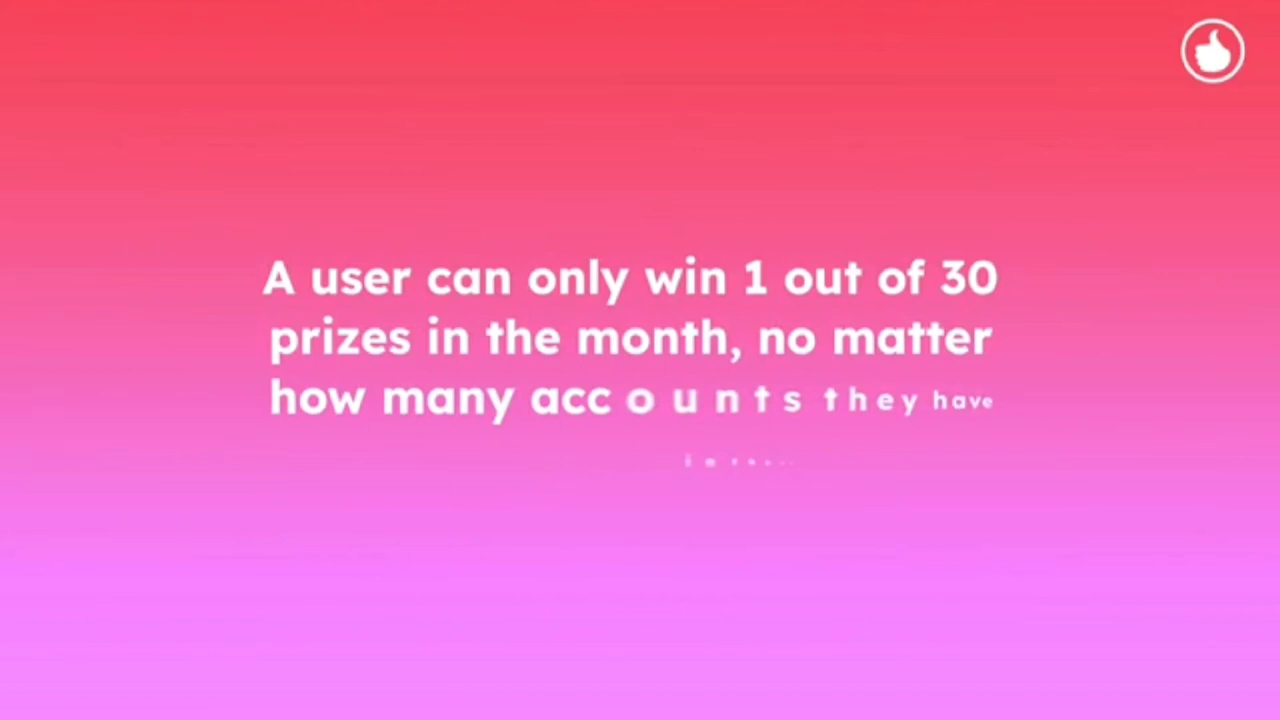 A user can only win 1 out of 30
prizes in the month, no matter
how many accounts they have